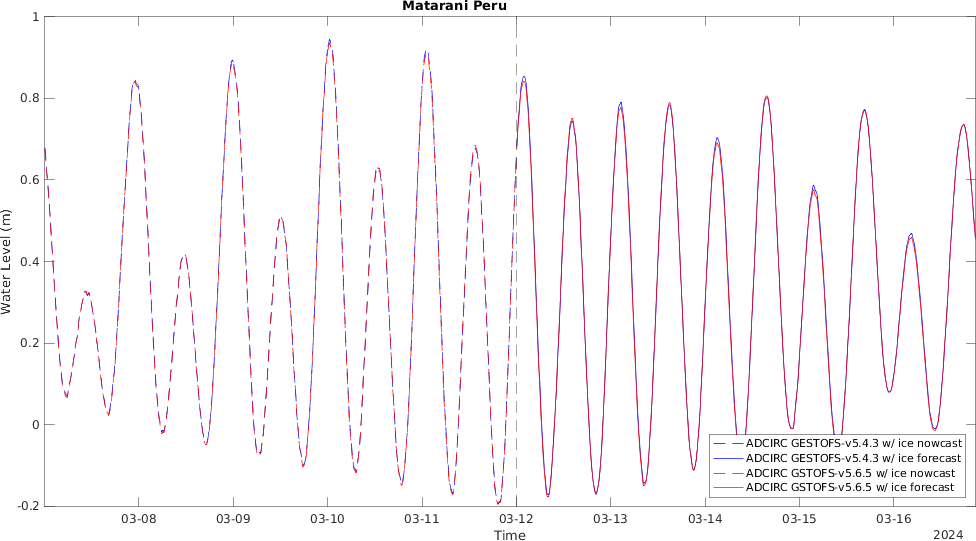 Matarani Peru
Water Level (m)
1
0.8
0.6
0.4
0.2
0
-0.2
ADCIRC GESTOFS-v5.4.3 w/ ice nowcast
ADCIRC GESTOFS-v5.4.3 w/ ice forecast
ADCIRC GSTOFS-v5.6.5 w/ ice nowcast
ADCIRC GSTOFS-v5.6.5 w/ ice forecast
03-08 03-09 03-10 03-11 03-12 03-13 03-14 03-15 03-16
Time
2024